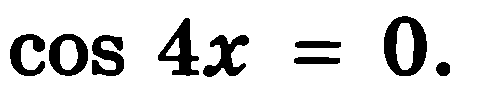 cos 4x = 0.